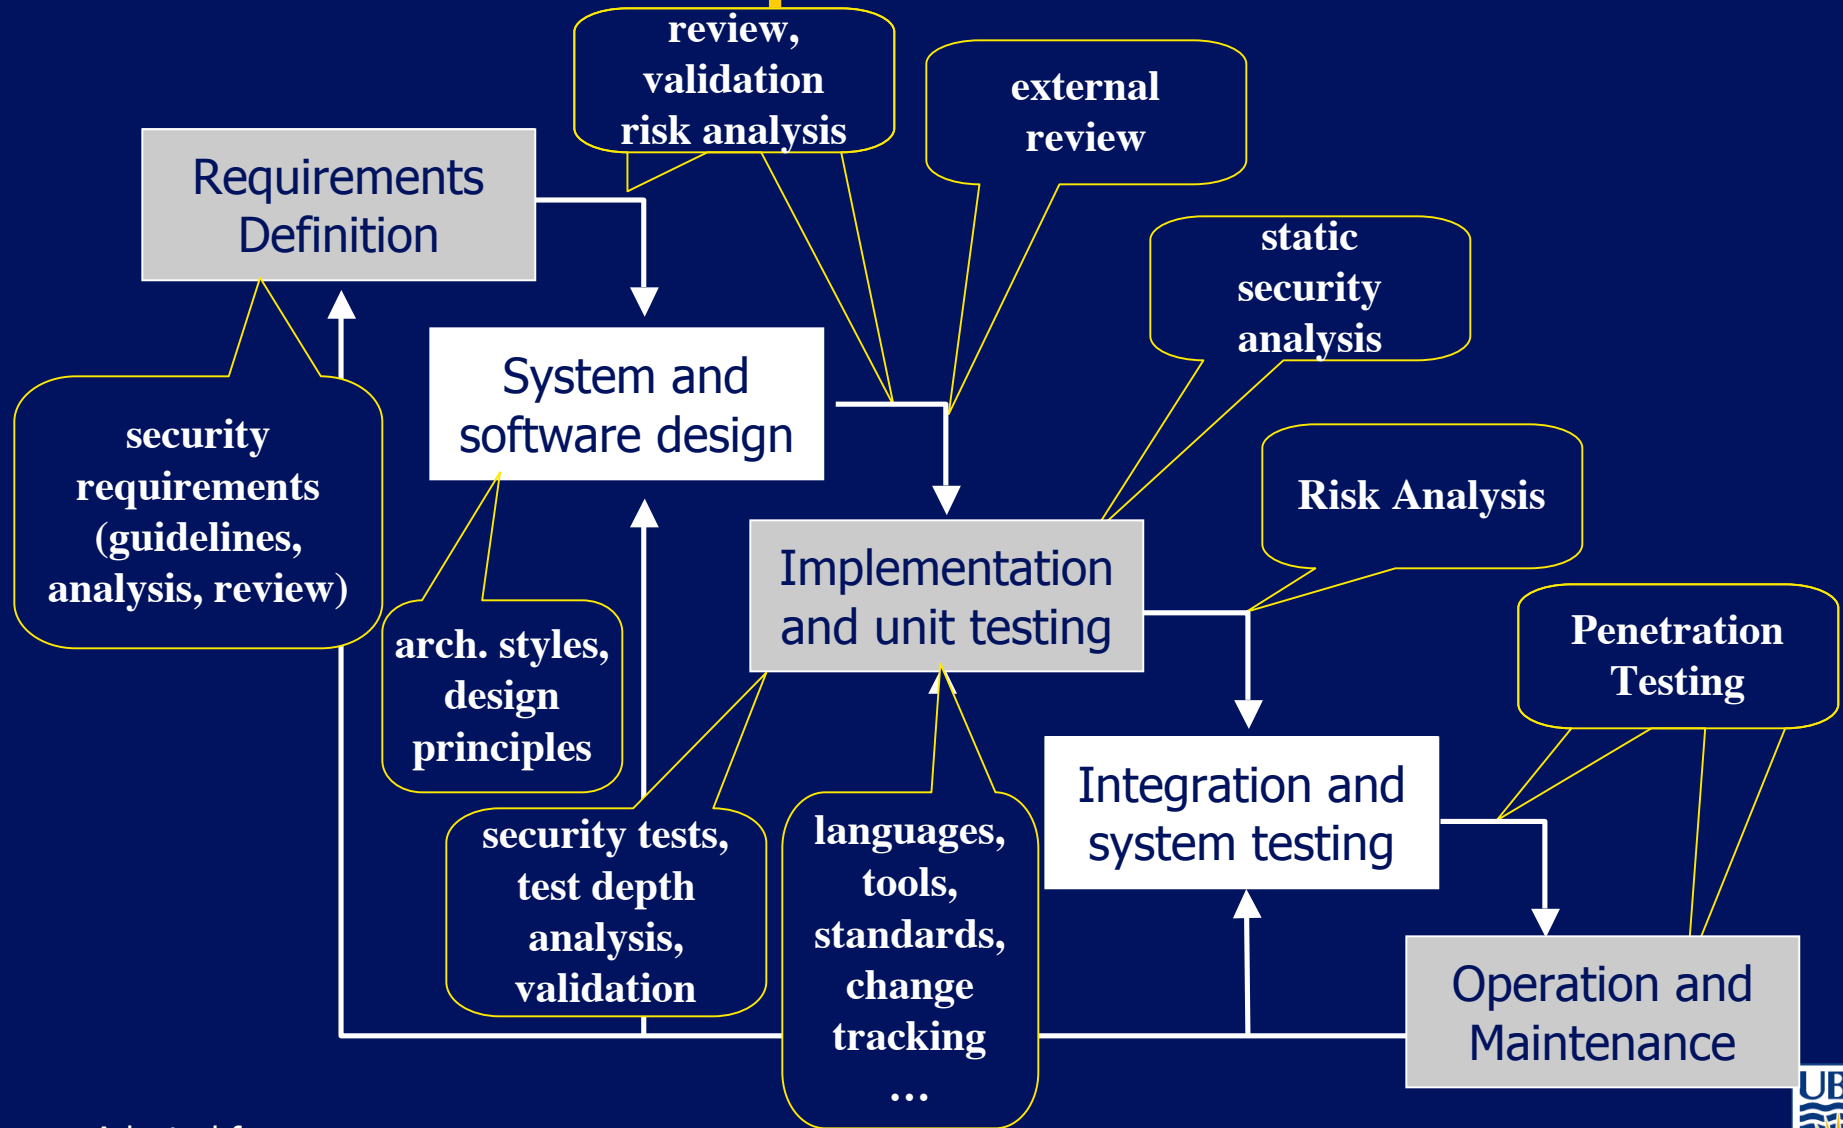 review,
validation
risk analysis
external
review
Requirements
Definition
static
security
analysis
System and
software design
security
requirements
(guidelines,
analysis, review)
Risk Analysis
Implementation
and unit testing
arch. styles,
design
principles
Penetration
Testing
Integration and
system testing
security tests,
test depth
analysis,
validation
languages,
tools,
standards,
change
tracking
...
Operation and
Maintenance